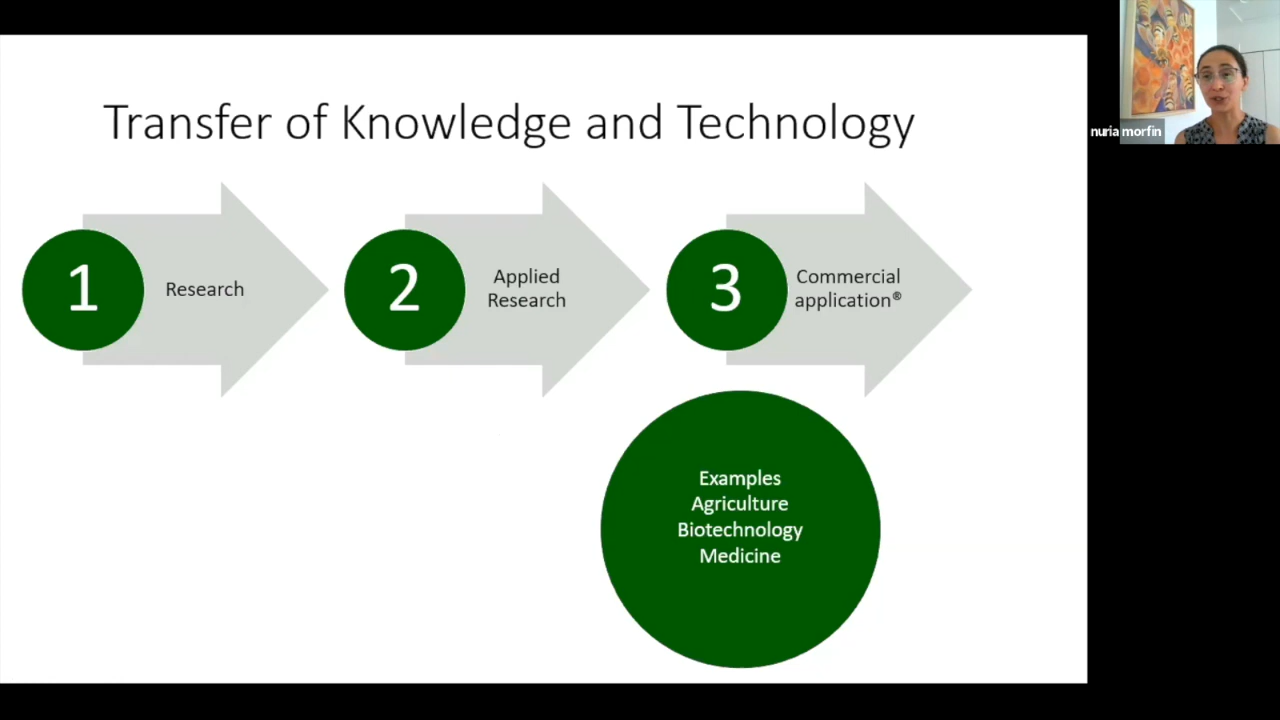 Transfer of Knowledge and Technology
1
Research
2
Applied
Research
3
Commercial
application®
Examples
Agriculture
Biotechnology
Medicine
nuria morfin